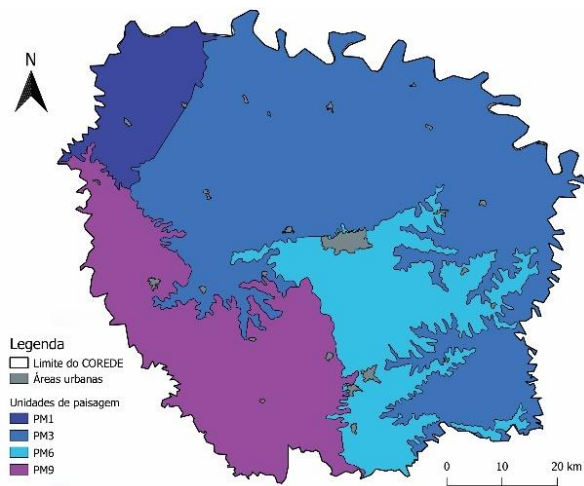 N
Legenda
Limite do COREDE
Áreas urbanas
Unidades de paisagem
PM1
PM3
PM6
PM9
0 10 20 km